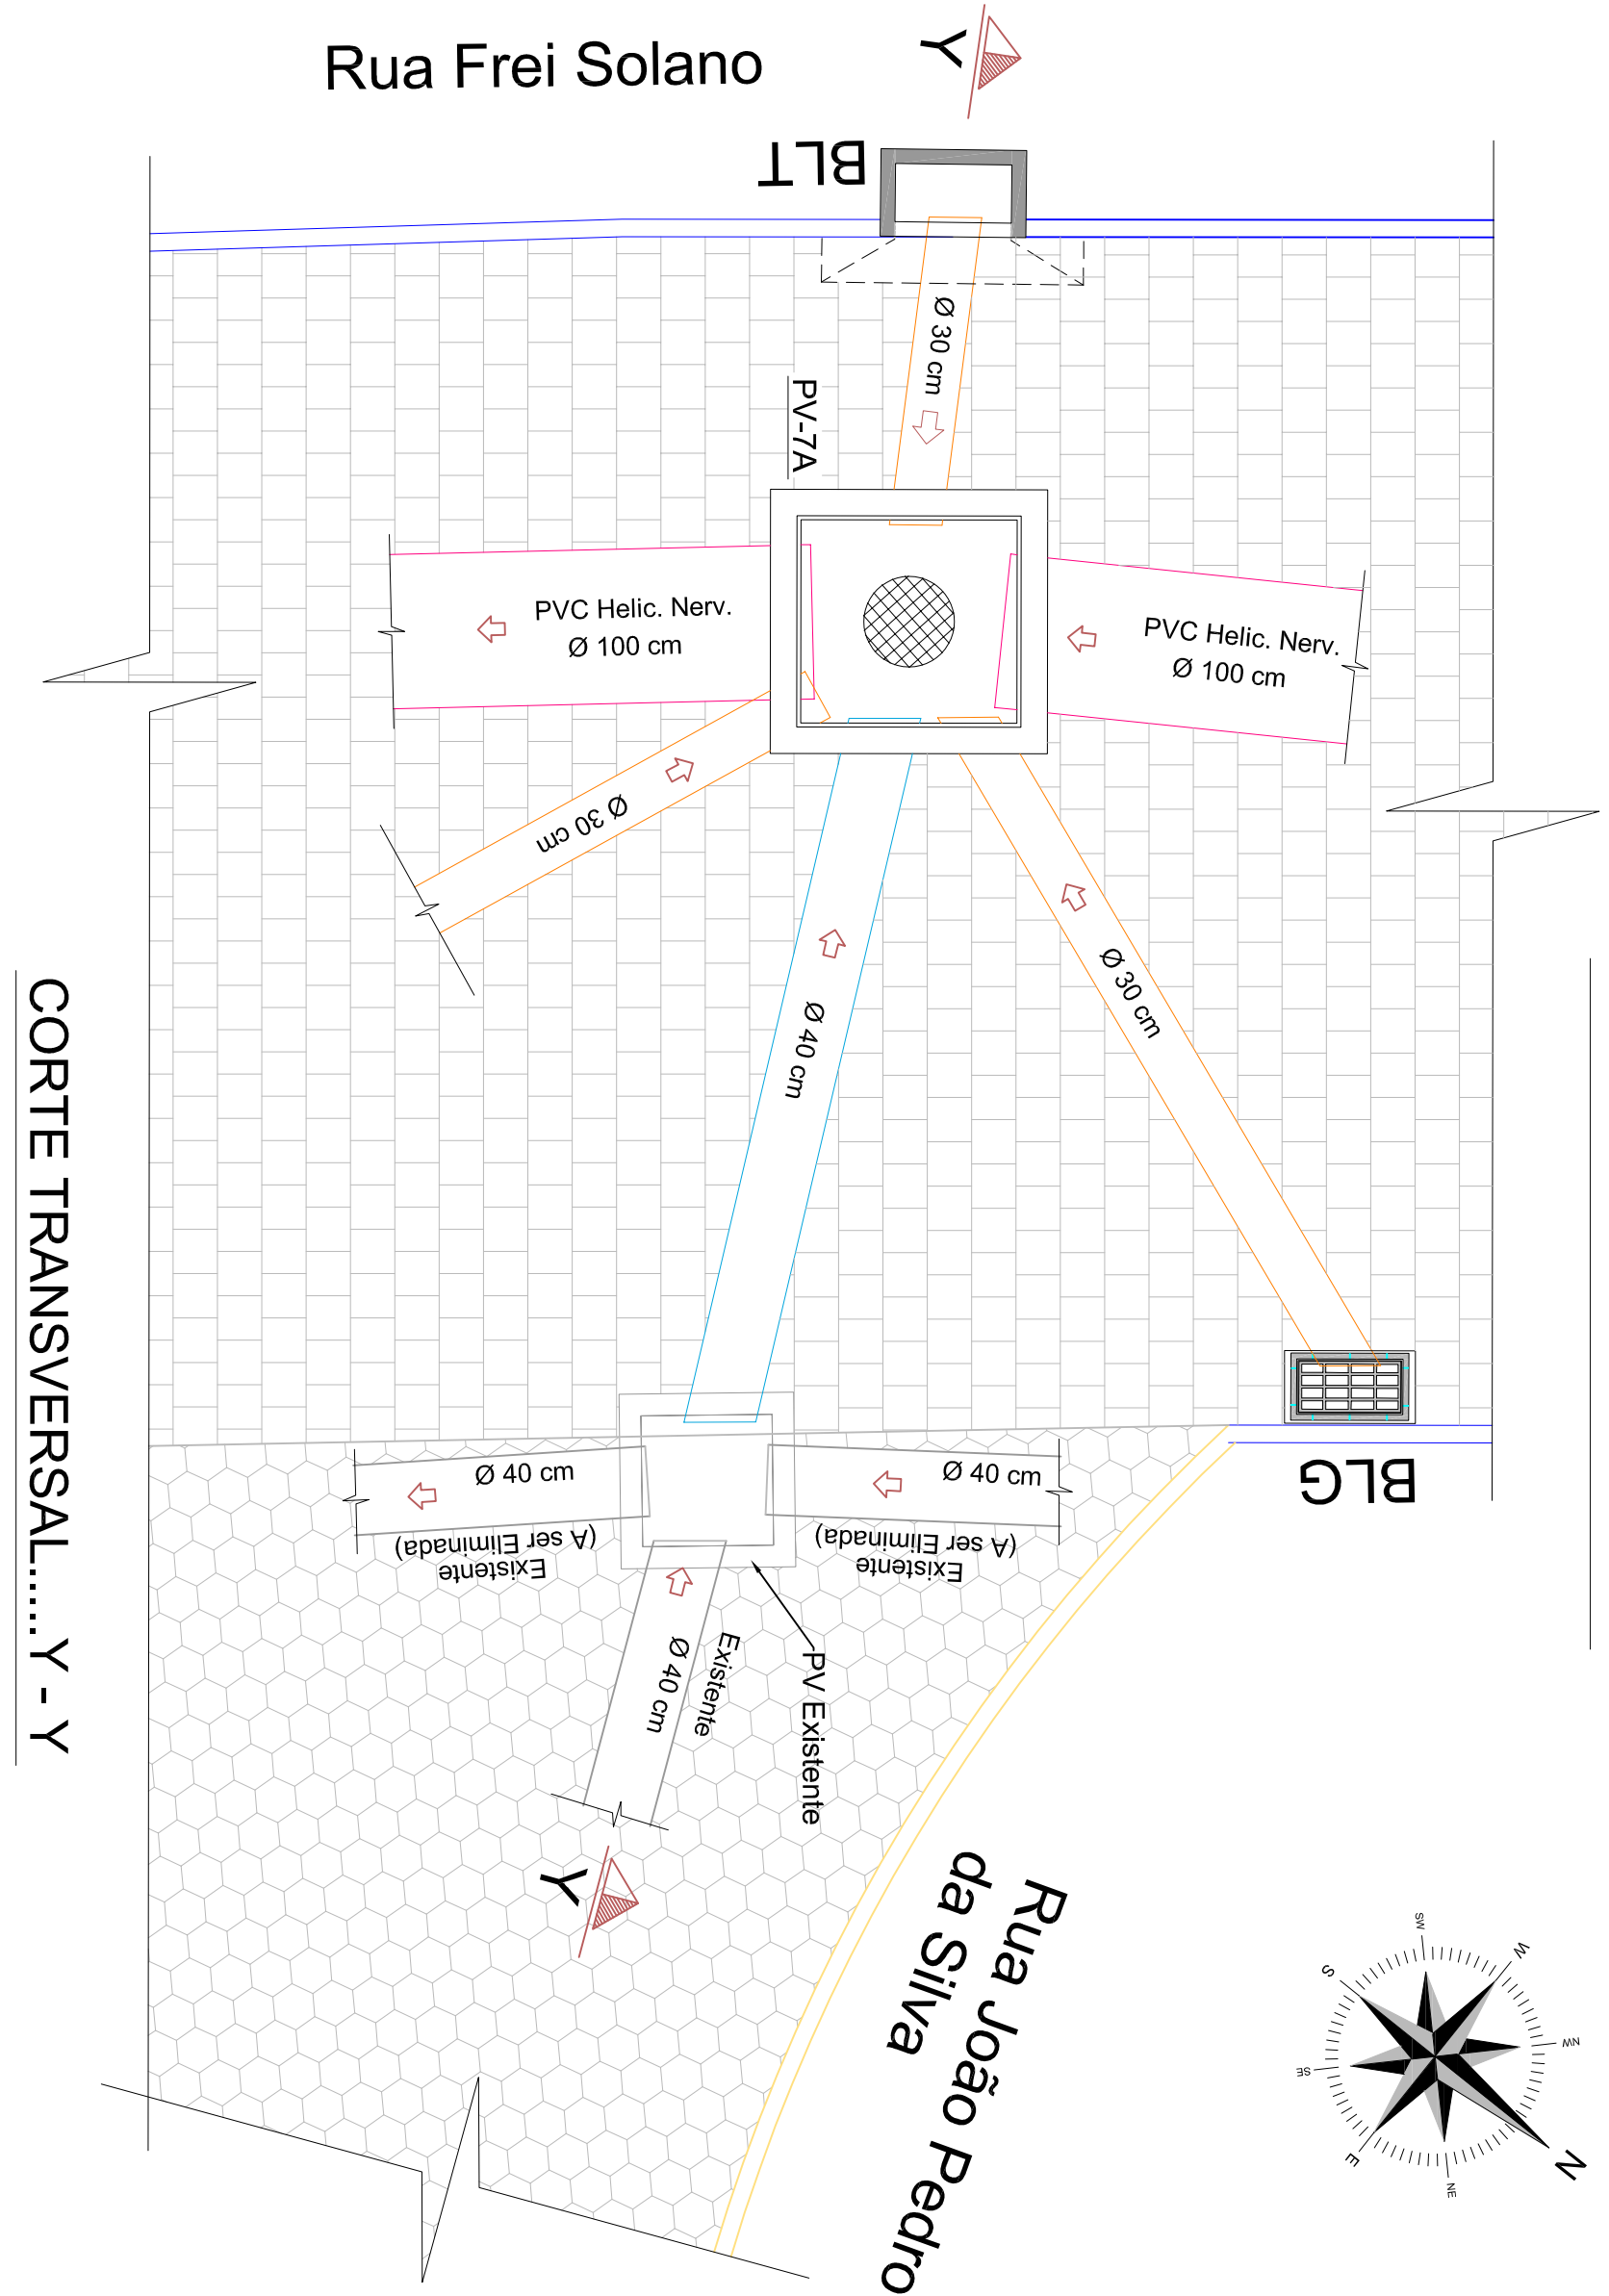 Rua Frei Solano
Y
BLT
Ø 30 cm
PV-7A
PVC Helic. Nerv.
Ø 100 cm
PVC Helic. Nerv.
Ø 100 cm
Ø 30 cm
Ø 40 cm
Ø 30 cm
CORTE TRANSVERSAL.....Y - Y
BLG
Ø 40 cm
Existente
(A ser Eliminada)
Ø 40 cm
Existente
(A ser Eliminada)
Existente
Ø 40 cm
PV Existente
Y
Rua João Pedro
da Silva
SW
W
S
NW
SE
E
NE
N